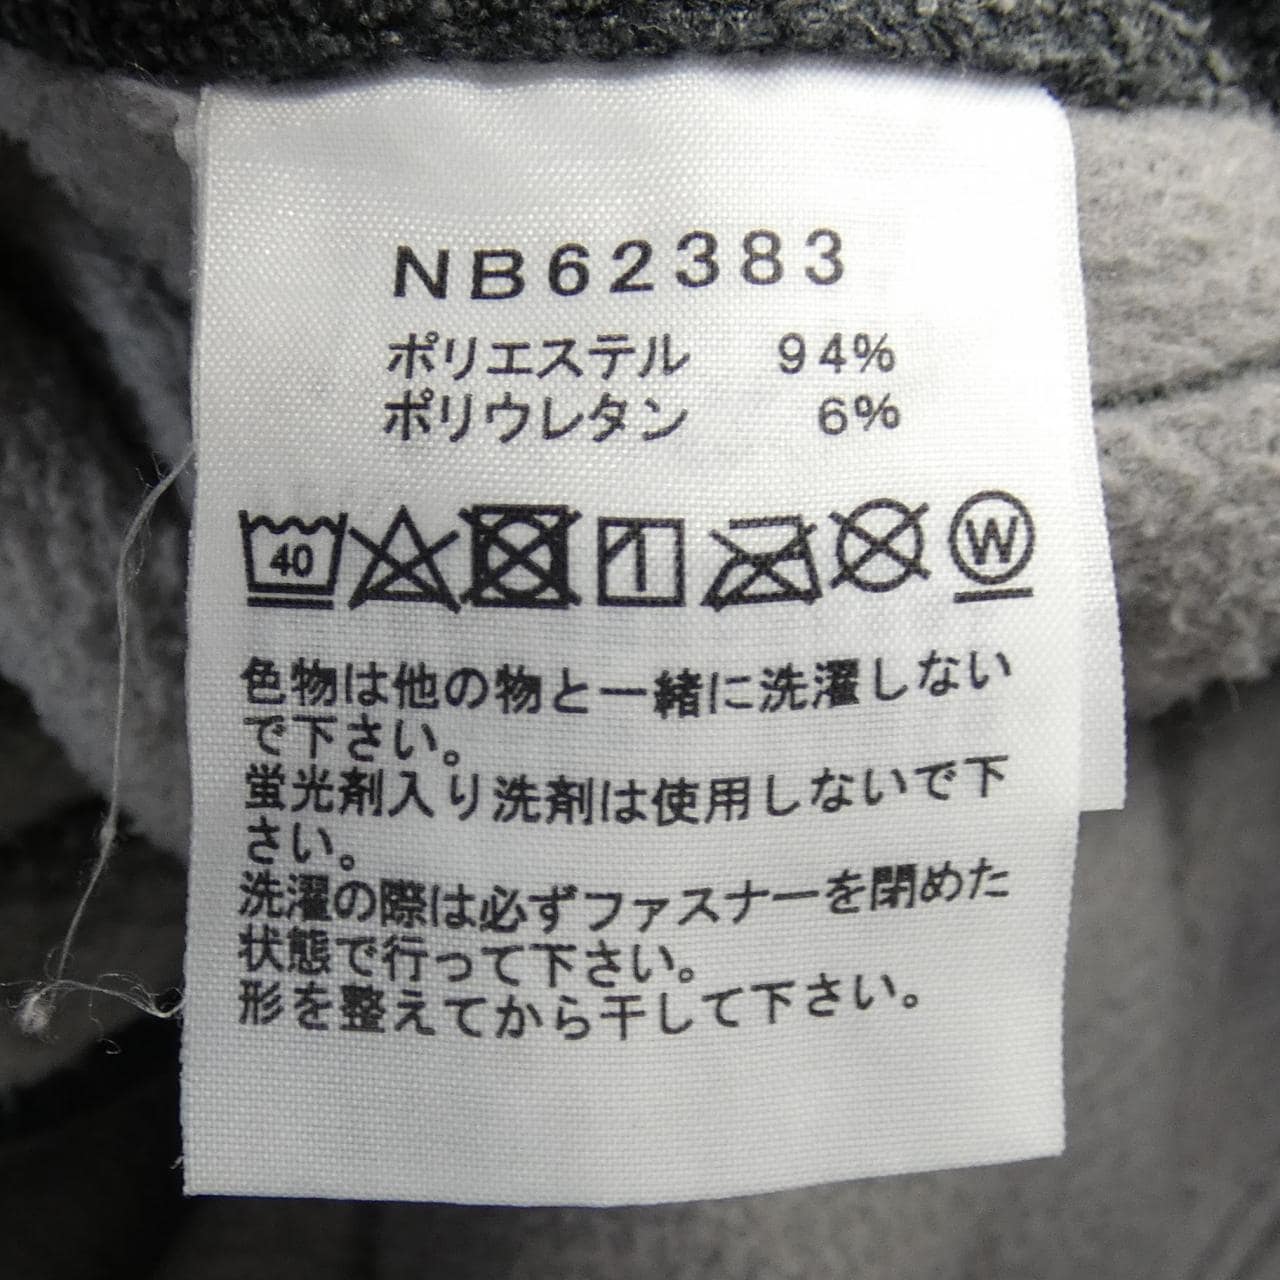 NB62383
ポリエステル 94%
ポリウレタン 6%
40 W
色物は他の物と一緒に洗濯しない
で下さい。
蛍光剤入り洗剤は使用しないで下
さい。
洗濯の際は必ずファスナーを閉めた
状態で行って下さい。
形を整えてから干して下さい。